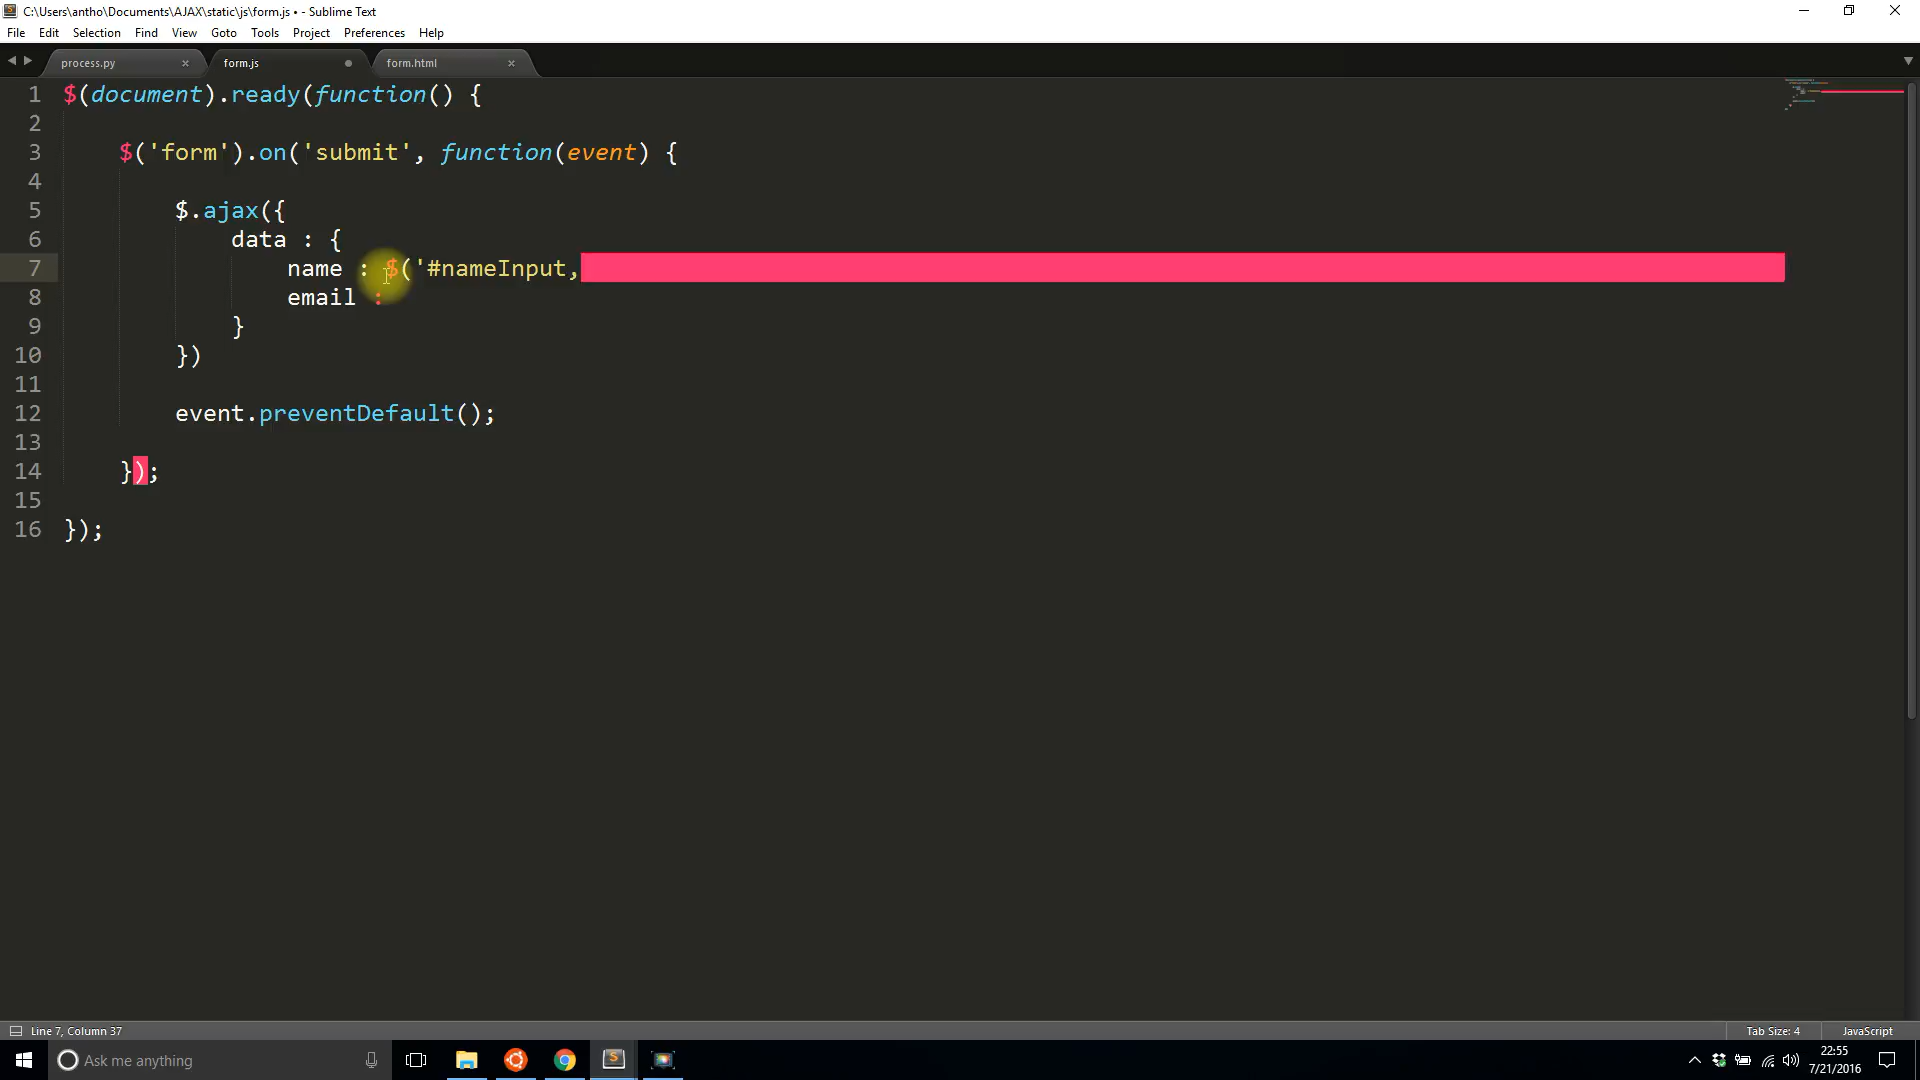 C:\Users\antho\Documents\AJAX\static\js\form.js • - Sublime Text
File Edit Selection Find View Goto Tools Project Preferences Help
process.py × form.js form.html ×
1 $(document).ready(function() {
2
3 $('form').on('submit', function(event) {
4
5 $.ajax({
6 data : {
7 name : $('#nameInput,
8 email :
9 }
10 })
11
12 event.preventDefault();
13
14 });
15
16 });
Line 7, Column 37 Tab Size: 4 JavaScript
Ask me anything
22:55
7/21/2016